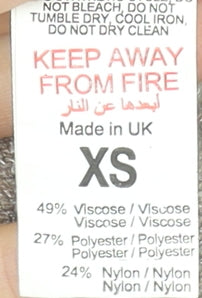 NOT BLEACH, DO NOT
TUMBLE DRY, COOL IRON,
DO NOT DRY CLEAN
KEEP AWAY
FROM FIRE
أبعدها عن النار
Made in UK
XS
49% Viscose / Viscose
Viscose / Viscose
27% Polyester / Polyester
Polyester / Polyester
24% Nylon / Nylon
Nylon / Nylon